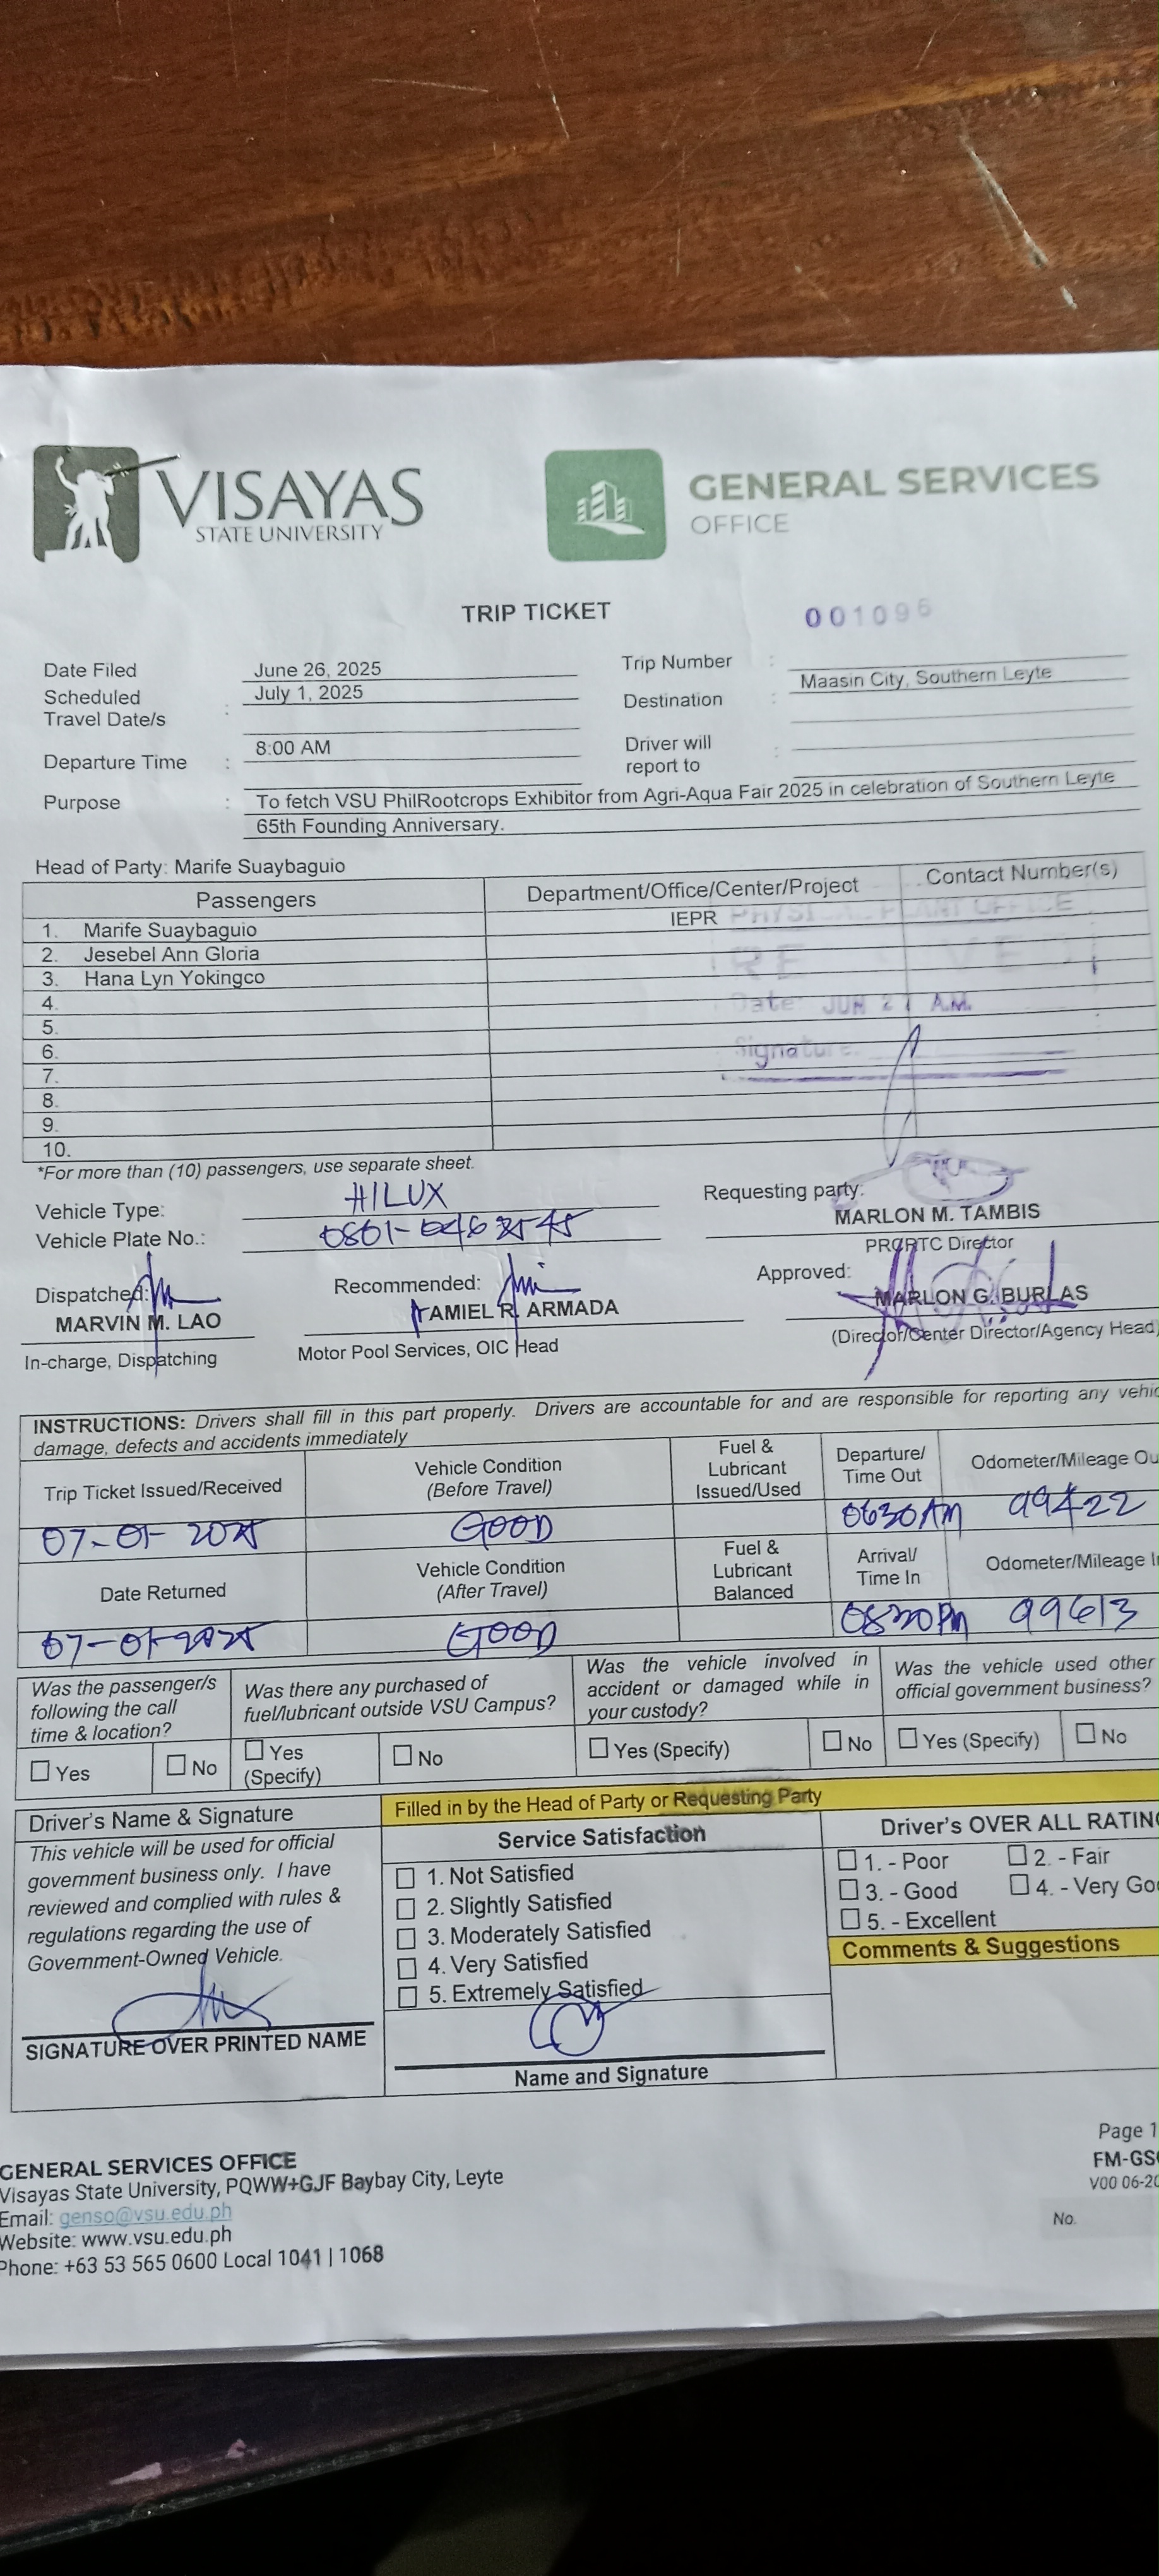 VISAYAS
STATE UNIVERSITY
GENERAL SERVICES
OFFICE
TRIP TICKET
001096
Date Filed June 26, 2025
Trip Number :
Scheduled Travel Date/s : July 1, 2025
Destination : Maasin City, Southern Leyte
Departure Time : 8:00 AM
Driver will report to :
Purpose : To fetch VSU PhilRootcrops Exhibitor from Agri-Aqua Fair 2025 in celebration of Southern Leyte
65th Founding Anniversary.
Head of Party: Marife Suaybaguio
Passengers Department/Office/Center/Project Contact Number(s)
1. Marife Suaybaguio IEPR
2. Jesebel Ann Gloria
3. Hana Lyn Yokingco
4.
5.
6.
7.
8.
9.
10.
PHYSICAL PLANT OFFICE
Date: JUN 27 A.M.
Signature:
*For more than (10) passengers, use separate sheet.
Vehicle Type: HILUX
Vehicle Plate No.:
Requesting party:
MARLON M. TAMBIS
PRCRTC Director
Dispatched:
MARVIN M. LAO
In-charge, Dispatching
Recommended:
TAMIEL R. ARMADA
Motor Pool Services, OIC Head
Approved:
MARLON G. BURLAS
(Director/Center Director/Agency Head)
INSTRUCTIONS: Drivers shall fill in this part properly. Drivers are accountable for and are responsible for reporting any vehic
damage, defects and accidents immediately
Trip Ticket Issued/Received
Vehicle Condition
(Before Travel)
Fuel &
Lubricant
Issued/Used
Departure/
Time Out
Odometer/Mileage Ou
07-01-2025 GOOD 0630AM 99422
Date Returned
Vehicle Condition
(After Travel)
Fuel &
Lubricant
Balanced
Arrival/
Time In
Odometer/Mileage I
07-01-2025 GOOD 99613
Was the passenger/s
following the call
time & location?
Was there any purchased of
fuel/lubricant outside VSU Campus?
Was the vehicle involved in
accident or damaged while in
your custody?
Was the vehicle used other
official government business?
Yes No
Yes (Specify) No
Yes (Specify) No
Yes (Specify) No
Driver's Name & Signature
This vehicle will be used for official
government business only. I have
reviewed and complied with rules &
regulations regarding the use of
Government-Owned Vehicle.
SIGNATURE OVER PRINTED NAME
Filled in by the Head of Party or Requesting Party
Service Satisfaction
1. Not Satisfied
2. Slightly Satisfied
3. Moderately Satisfied
4. Very Satisfied
5. Extremely Satisfied
Name and Signature
Driver's OVER ALL RATING
1. - Poor 2. - Fair
3. - Good 4. - Very Goo
5. - Excellent
Comments & Suggestions
GENERAL SERVICES OFFICE
Visayas State University, PQWW+GJF Baybay City, Leyte
Email: genso@vsu.edu.ph
Website: www.vsu.edu.ph
Phone: +63 53 565 0600 Local 1041 | 1068
Page 1
FM-GS
V00 06-20
No.